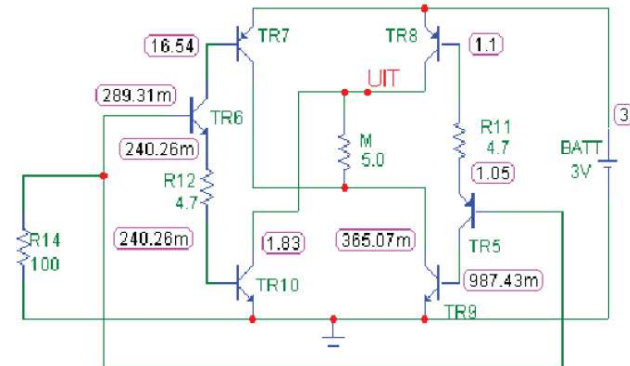 TR7
TR8
16.54
1.1
UIT
289.31m
TR6
R11
4.7
3
BATT
3V
M
5.0
240.26m
R12
4.7
1.05
R14
100
240.26m
1.83
365.07m
TR5
TR10
987.43m
TR9